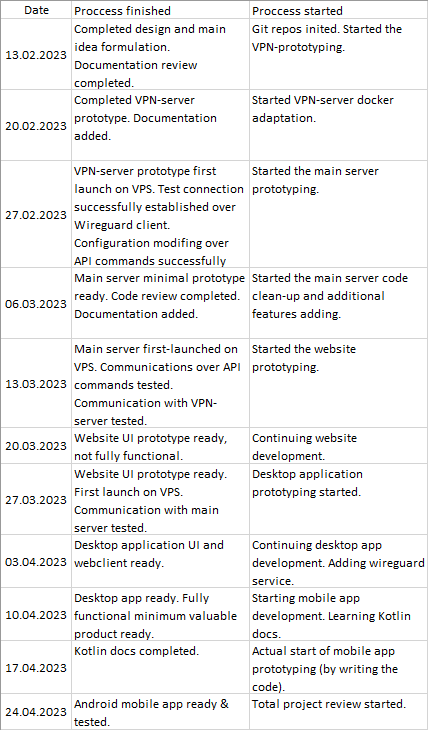 Date Proccess finished Proccess started
13.02.2023
Completed design and main
idea formulation.
Documentation review
completed.
Git repos inited. Started the
VPN-prototyping.
20.02.2023
Completed VPN-server
prototype. Documentation
added.
Started VPN-server docker
adaptation.
27.02.2023
VPN-server prototype first
launch on VPS. Test connection
successfully established over
Wireguard client.
Configuration modifing over
API commands successfully
Started the main server
prototyping.
06.03.2023
Main server minimal prototype
ready. Code review completed.
Documentation added.
Started the main server code
clean-up and additional
features adding.
13.03.2023
Main server first-launched on
VPS. Communications over API
commands tested.
Communication with VPN-
server tested.
Started the website
prototyping.
20.03.2023
Website UI prototype ready,
not fully functional.
Continuing website
development.
27.03.2023
Website UI prototype ready.
First launch on VPS.
Communication with main
server tested.
Desktop application
prototyping started.
03.04.2023
Desktop application UI and
webclient ready.
Continuing desktop app
development. Adding wireguard
service.
10.04.2023
Desktop app ready. Fully
functional minimum valuable
product ready.
Starting mobile app
development. Learning Kotlin
docs.
17.04.2023
Kotlin docs completed.
Actual start of mobile app
prototyping (by writing the
code).
24.04.2023
Android mobile app ready &
tested.
Total project review started.